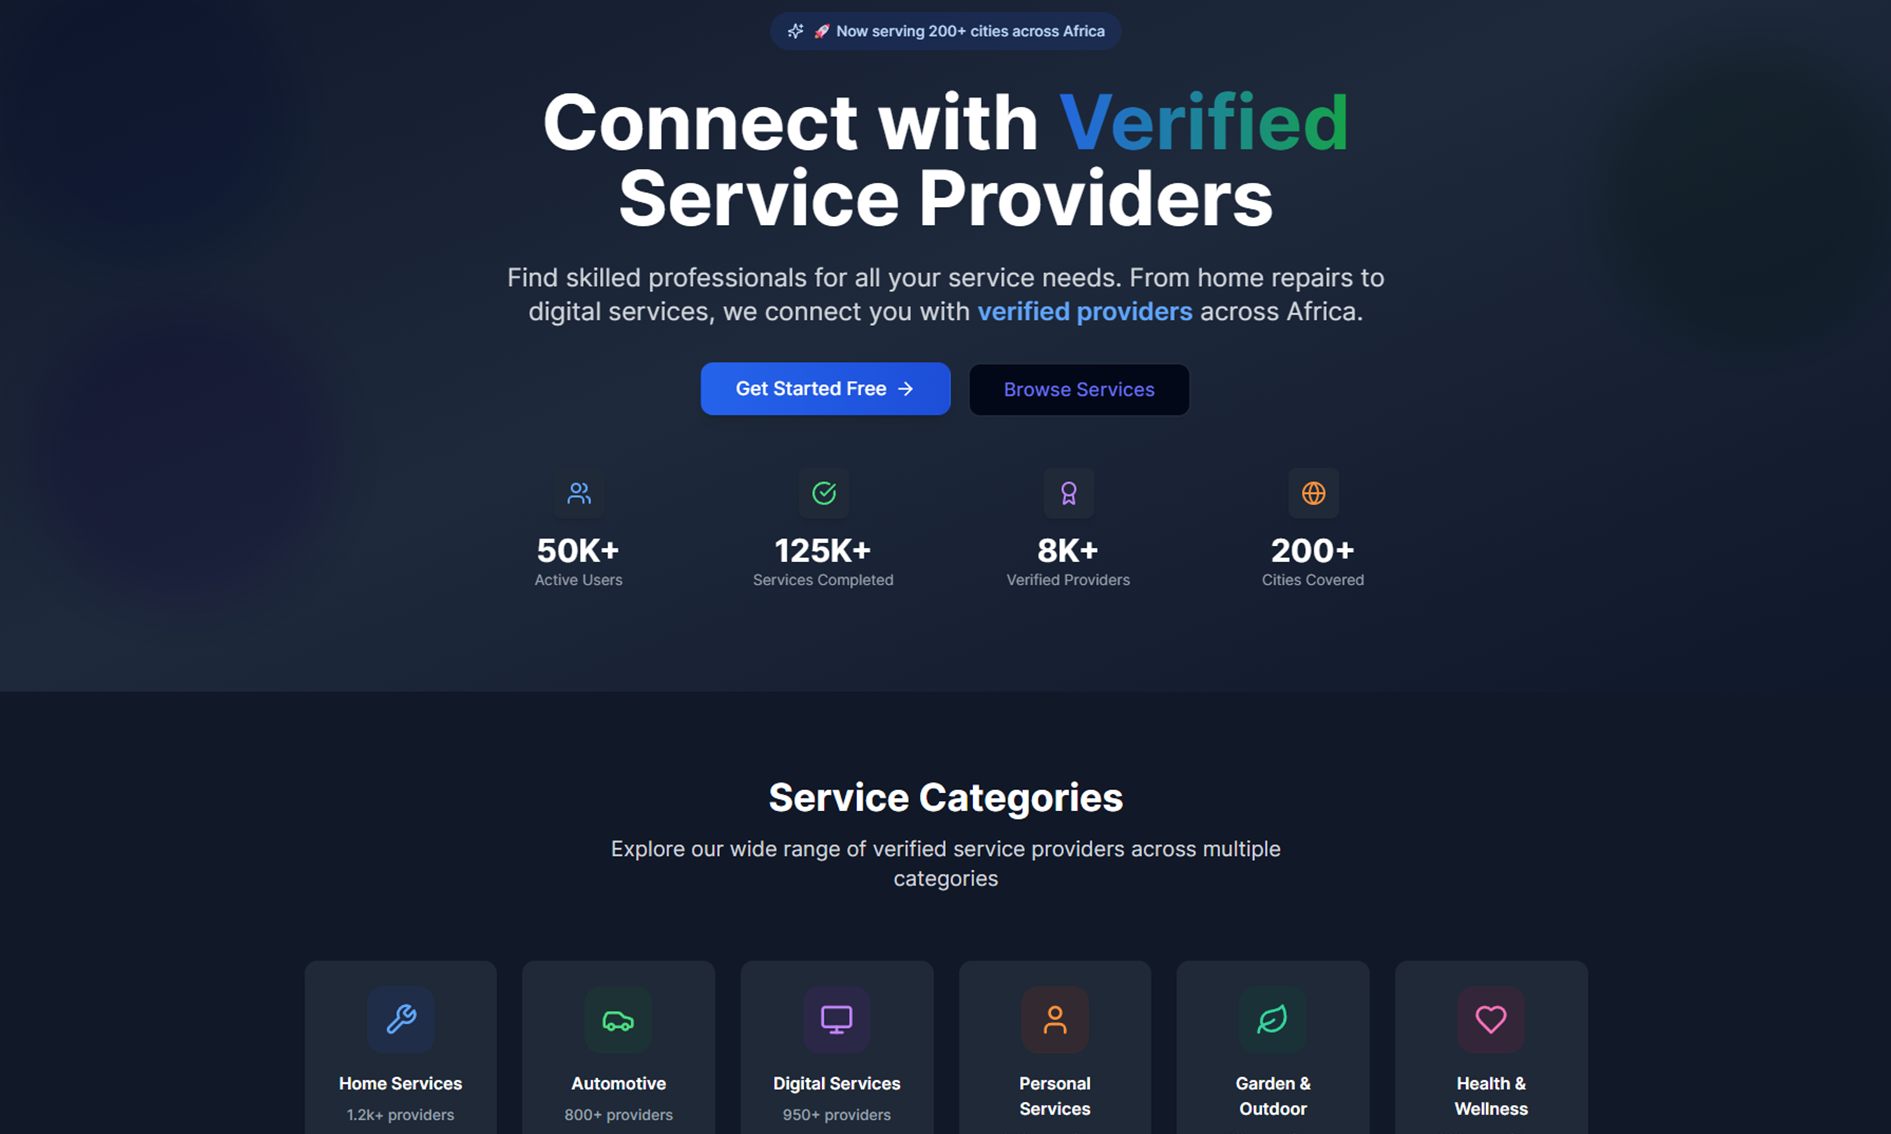 🚀 Now serving 200+ cities across Africa
Connect with Verified
Service Providers
Find skilled professionals for all your service needs. From home repairs to
digital services, we connect you with verified providers across Africa.
Get Started Free →
Browse Services
50K+
Active Users
125K+
Services Completed
8K+
Verified Providers
200+
Cities Covered
Service Categories
Explore our wide range of verified service providers across multiple
categories
Home Services
1.2k+ providers
Automotive
800+ providers
Digital Services
950+ providers
Personal
Services
Garden &
Outdoor
Health &
Wellness